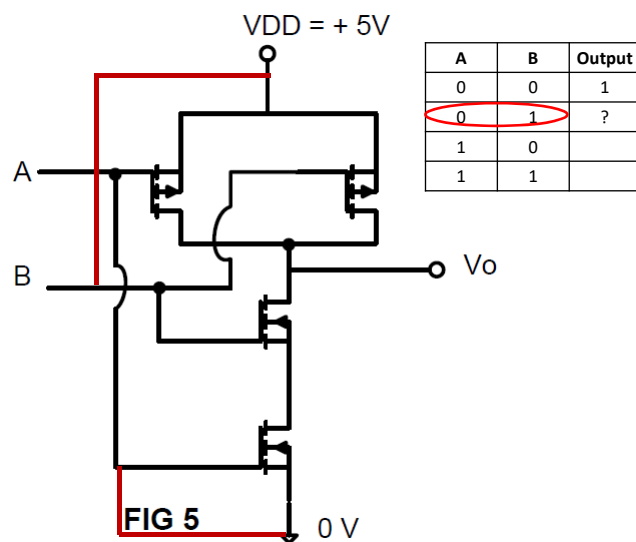 VDD = + 5V
A B Output
0 0 1
0 1 ?
1 0
1 1
A
B
Vo
FIG 5
0 V